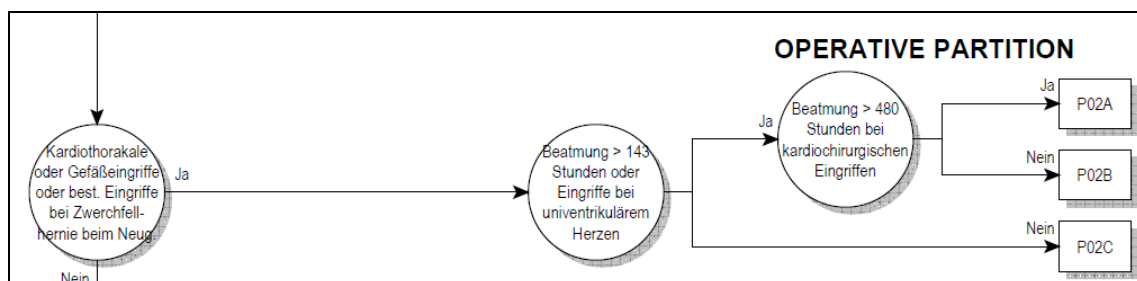 OPERATIVE PARTITION
Kardiothorakale
oder Gefäßeingriffe
oder best. Eingriffe
bei Zwerchfell-
hernie beim Neug.
Ja
Nein
Beatmung > 143
Stunden oder
Eingriffe bei
univentrikulärem
Herzen
Ja
Beatmung > 480
Stunden bei
kardiochirurgischen
Eingriffen
Ja
P02A
Nein
P02B
Nein
P02C